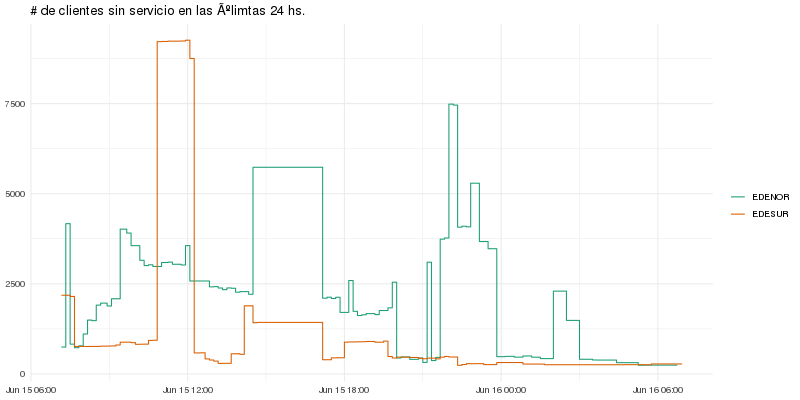 # de clientes sin servicio en las Ãºlimtas 24 hs.
7500
5000
2500
0
Jun 15 06:00
Jun 15 12:00
Jun 15 18:00
Jun 16 00:00
Jun 16 06:00
EDENOR
EDESUR